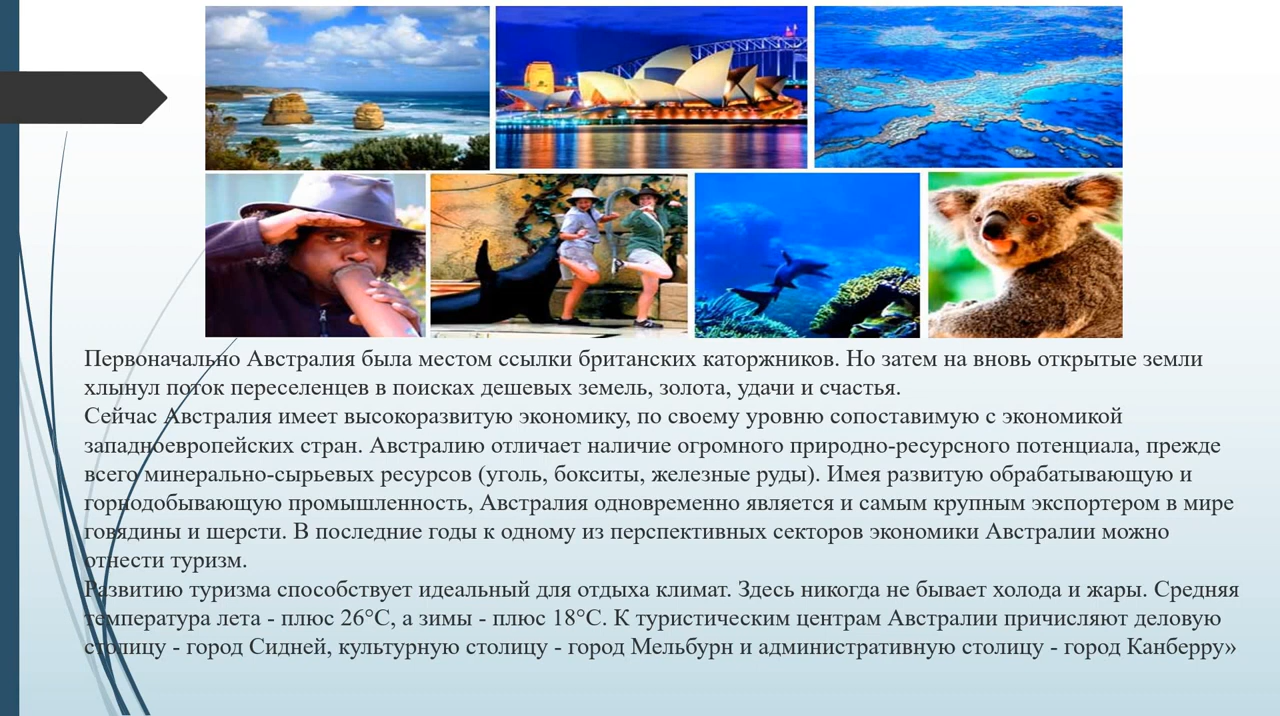 Первоначально Австралия была местом ссылки британских каторжников. Но затем на вновь открытые земли
хлынул поток переселенцев в поисках дешевых земель, золота, удачи и счастья.
Сейчас Австралия имеет высокоразвитую экономику, по своему уровню сопоставимую с экономикой
западноевропейских стран. Австралию отличает наличие огромного природно-ресурсного потенциала, прежде
всего минерально-сырьевых ресурсов (уголь, бокситы, железные руды). Имея развитую обрабатывающую и
горнодобывающую промышленность, Австралия одновременно является и самым крупным экспортером в мире
говядины и шерсти. В последние годы к одному из перспективных секторов экономики Австралии можно
отнести туризм.
Развитию туризма способствует идеальный для отдыха климат. Здесь никогда не бывает холода и жары. Средняя
температура лета - плюс 26°С, а зимы - плюс 18°С. К туристическим центрам Австралии причисляют деловую
столицу - город Сидней, культурную столицу - город Мельбурн и административную столицу - город Канберру»